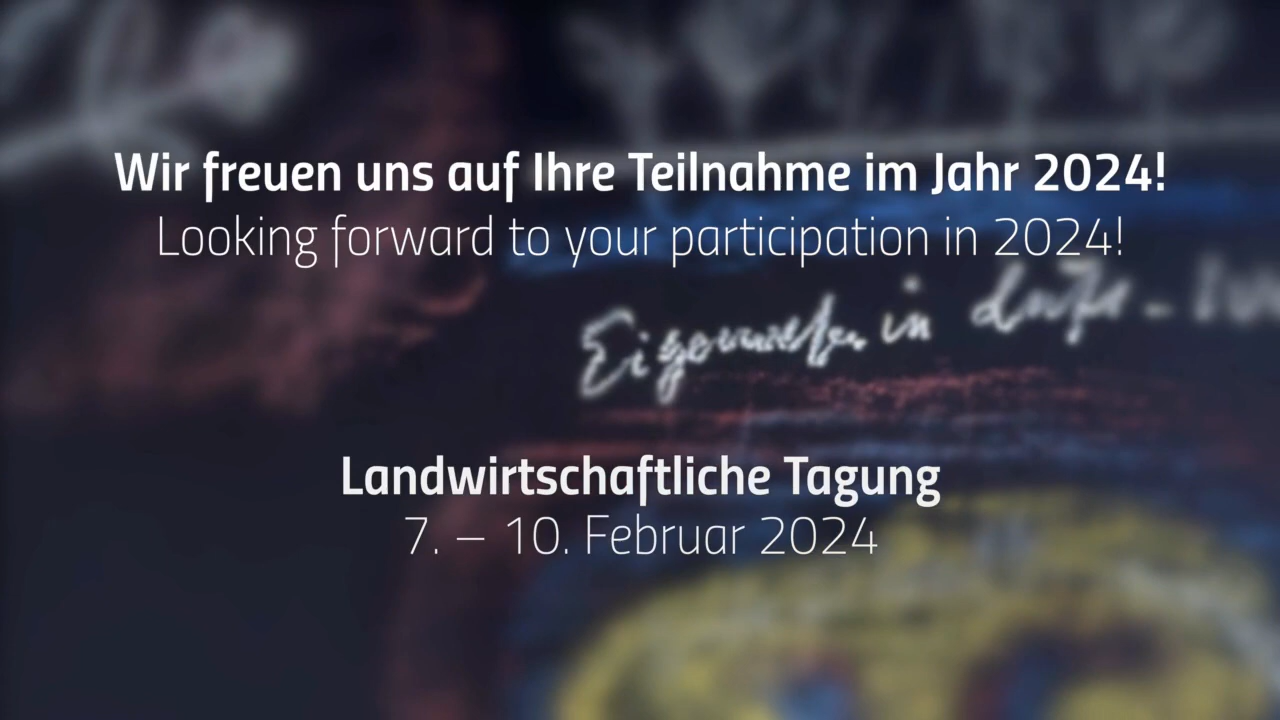 Wir freuen uns auf Ihre Teilnahme im Jahr 2024!
Looking forward to your participation in 2024!
in
Landwirtschaftliche Tagung
7. – 10. Februar 2024